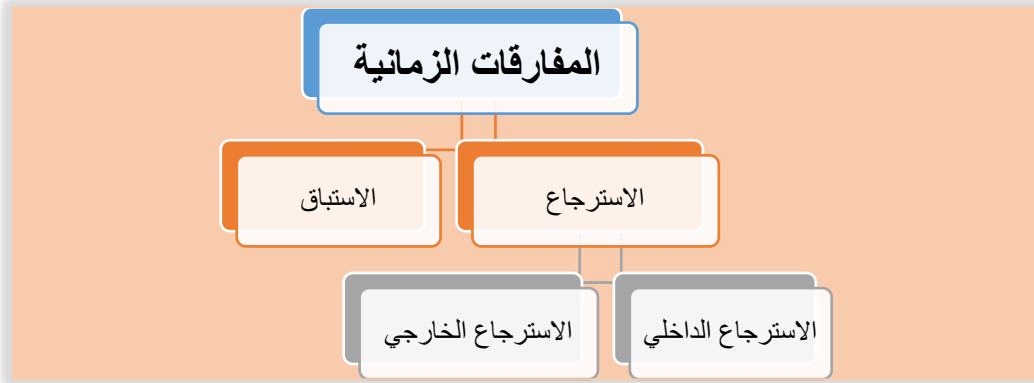 المفارقات الزمانية
الاسترجاع
الاستباق
الاسترجاع الداخلي
الاسترجاع الخارجي